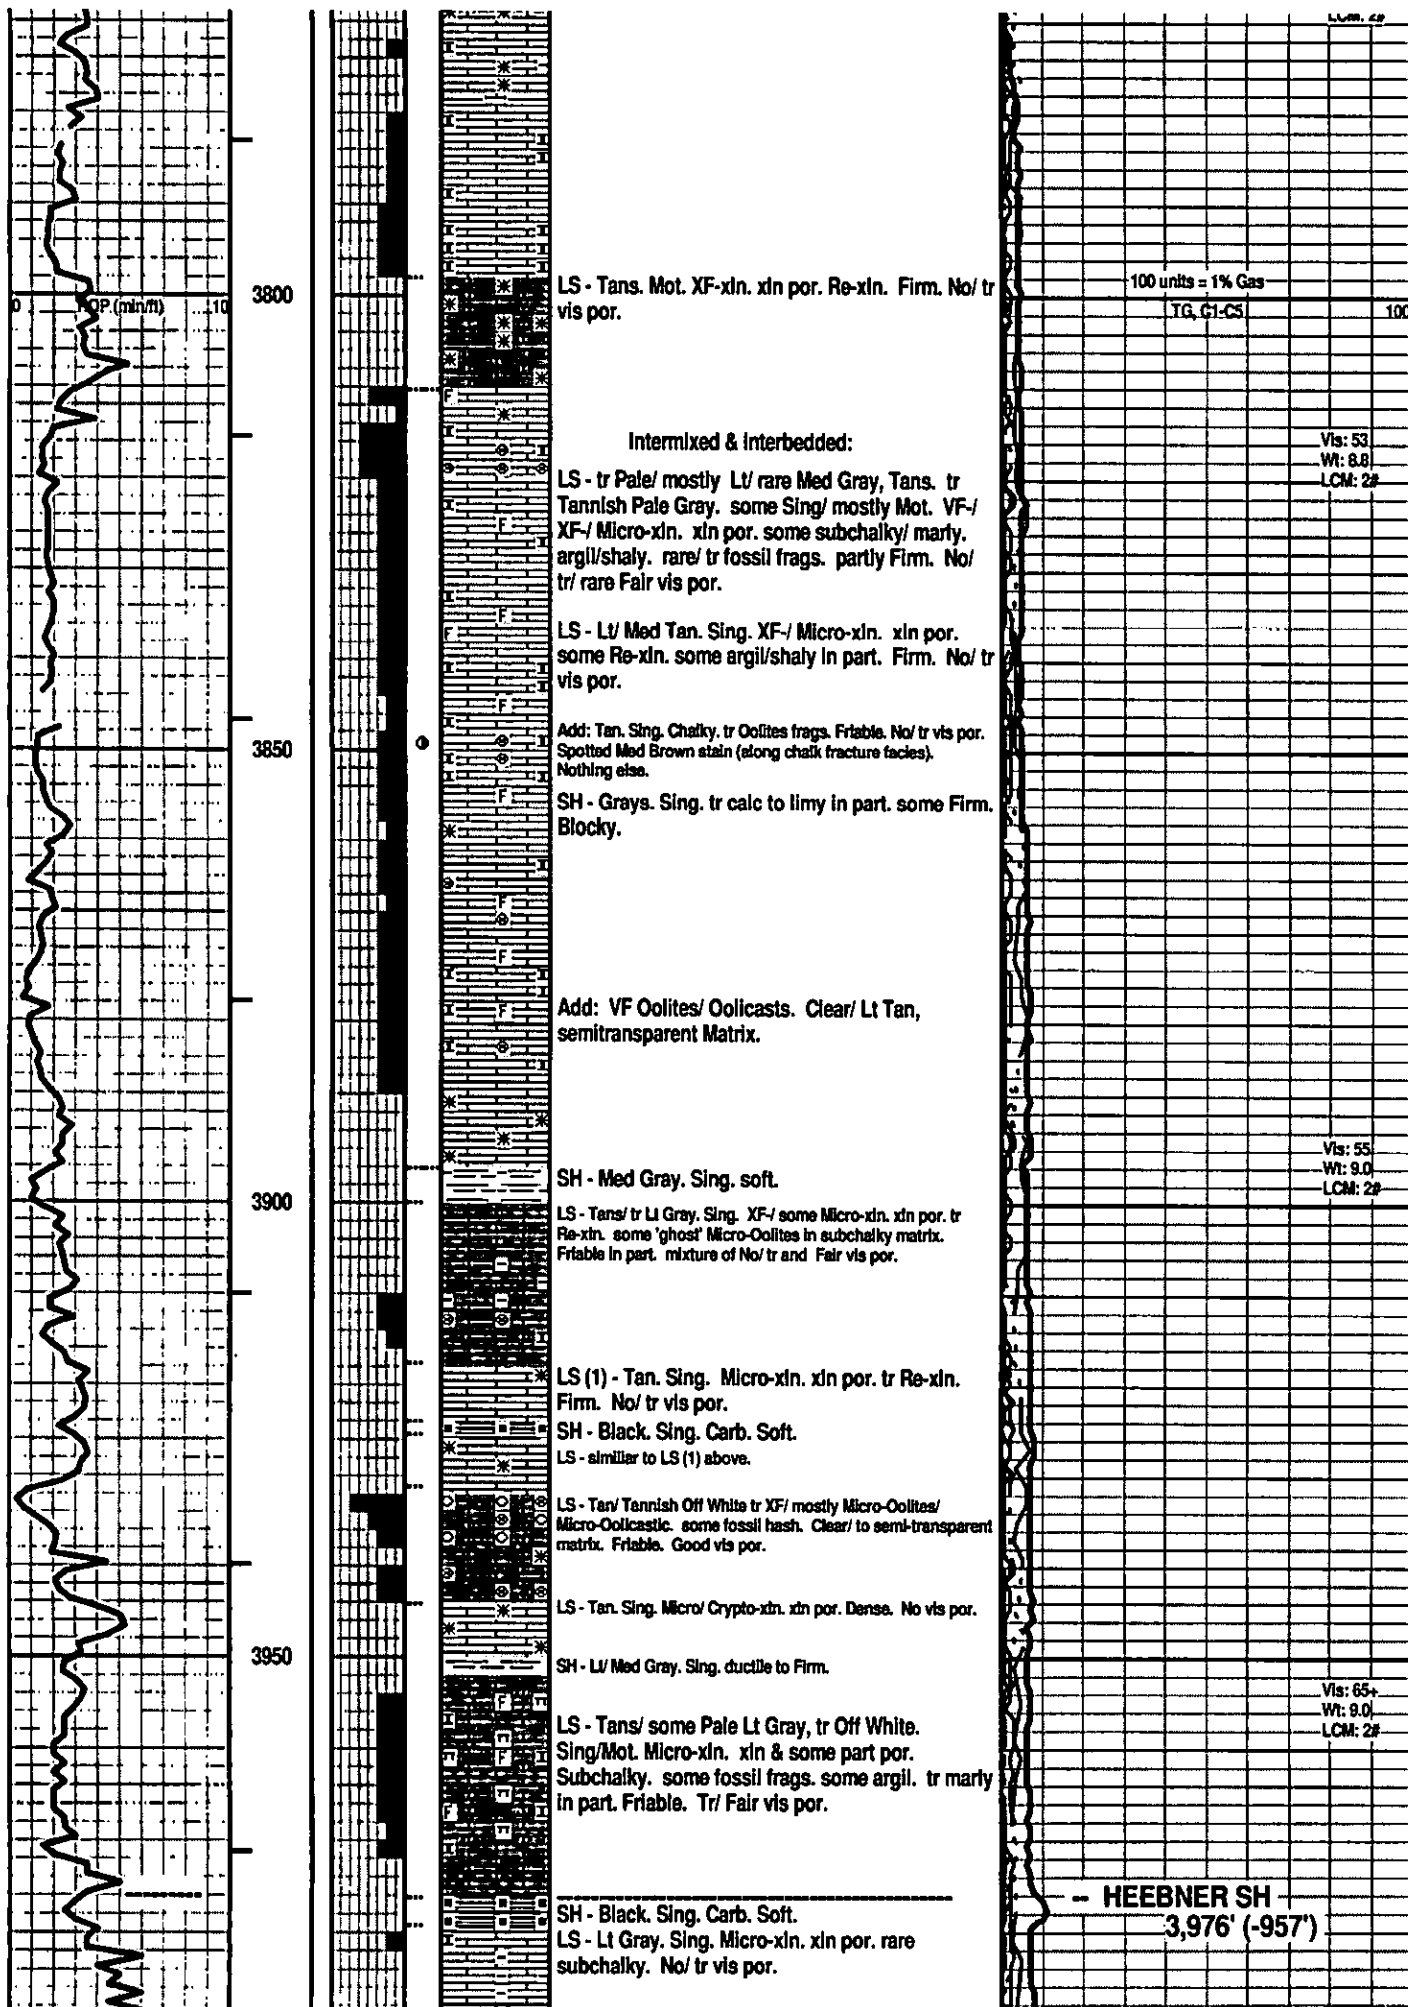 LCM: 2#
LS - Tans. Mot. XF-xln. xln por. Re-xln. Firm. No/ tr
vis por.
100 units = 1% Gas
3800
0 ROP (min/ft) 10
TG, C1-C5 100
Intermixed & Interbedded:
Vis: 53
Wt: 8.8
LCM: 2#
LS - tr Pale/ mostly Lt/ rare Med Gray, Tans. tr
Tannish Pale Gray. some Sing/ mostly Mot. VF-/
XF-/ Micro-xln. xln por. some subchalky/ marly.
argil/shaly. rare/ tr fossil frags. partly Firm. No/
tr/ rare Fair vis por.
LS - Lt/ Med Tan. Sing. XF-/ Micro-xln. xln por.
some Re-xln. some argil/shaly in part. Firm. No/ tr
vis por.
3850
Add: Tan. Sing. Chalky. tr Oolites frags. Friable. No/ tr vis por.
Spotted Med Brown stain (along chalk fracture facies).
Nothing else.
SH - Grays. Sing. tr calc to limy in part. some Firm.
Blocky.
Add: VF Oolites/ Oolicasts. Clear/ Lt Tan,
semitransparent Matrix.
Vis: 55
Wt: 9.0
LCM: 2#
SH - Med Gray. Sing. soft.
3900
LS - Tans/ tr Lt Gray. Sing. XF-/ some Micro-xln. xln por. tr
Re-xln. some 'ghost' Micro-Oolites in subchalky matrix.
Friable in part. mixture of No/ tr and Fair vis por.
LS (1) - Tan. Sing. Micro-xln. xln por. tr Re-xln.
Firm. No/ tr vis por.
SH - Black. Sing. Carb. Soft.
LS - similiar to LS (1) above.
LS - Tan/ Tannish Off White tr XF/ mostly Micro-Oolites/
Micro-Oolicastic. some fossil hash. Clear/ to semi-transparent
matrix. Friable. Good vis por.
LS - Tan. Sing. Micro/ Crypto-xln. xln por. Dense. No vis por.
3950
SH - Lt/ Med Gray. Sing. ductile to Firm.
Vis: 65+
Wt: 9.0
LCM: 2#
LS - Tans/ some Pale Lt Gray, tr Off White.
Sing/Mot. Micro-xln. xln & some part por.
Subchalky. some fossil frags. some argil. tr marly
in part. Friable. Tr/ Fair vis por.
-- HEEBNER SH
3,976' (-957')
SH - Black. Sing. Carb. Soft.
LS - Lt Gray. Sing. Micro-xln. xln por. rare
subchalky. No/ tr vis por.